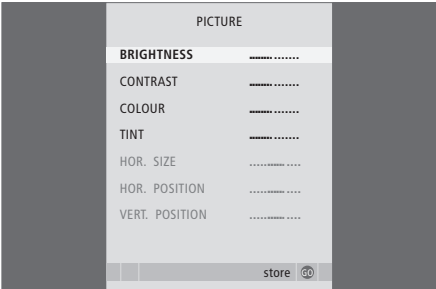 PICTURE
BRIGHTNESS ...............
CONTRAST ...............
COLOUR ...............
TINT ...............
HOR. SIZE ...............
HOR. POSITION ...............
VERT. POSITION ...............
store GO